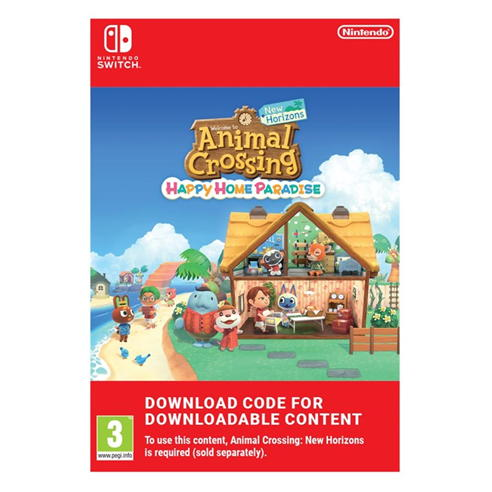 NINTENDO
SWITCH.
Nintendo
New
Horizons
Welcome to
Animal
Crossing
HAPPY HOME PARADISE
DOWNLOAD CODE FOR
DOWNLOADABLE CONTENT
To use this content, Animal Crossing: New Horizons
is required (sold separately).
3
www.pegi.info